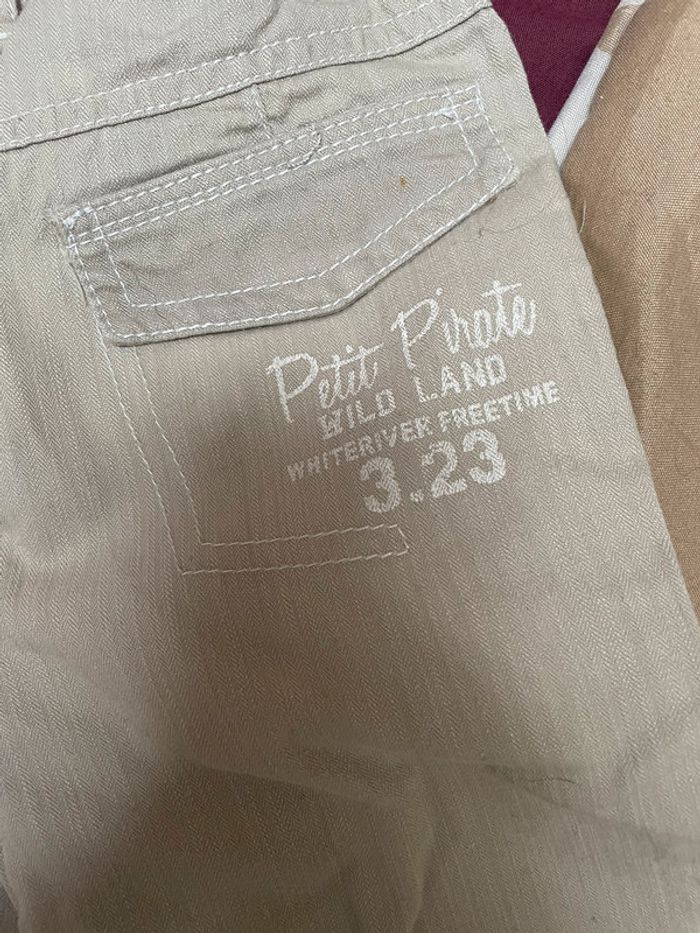 Petit Pirate
WILD LAND
WHITERIVER FREETIME
3.23